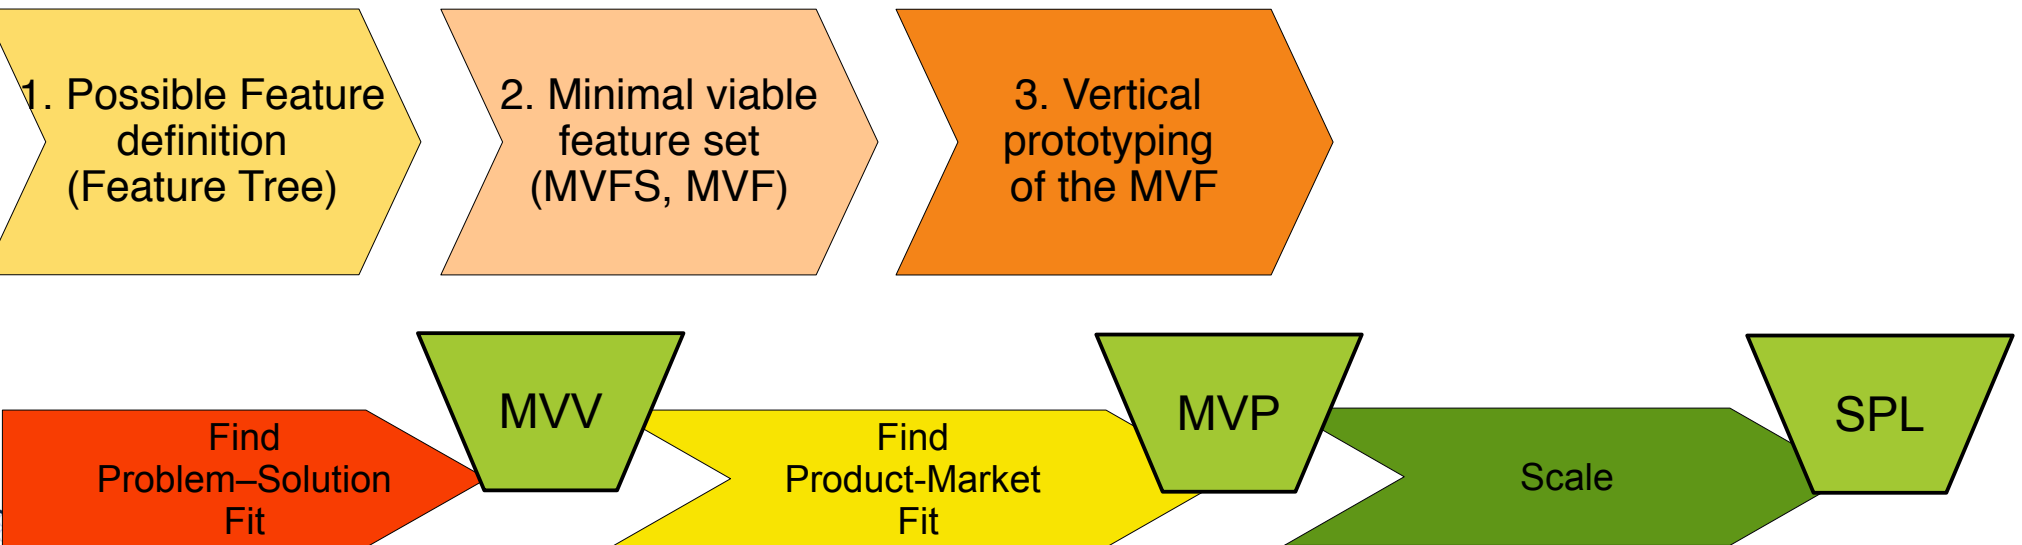 1. Possible Feature
definition
(Feature Tree)
2. Minimal viable
feature set
(MVFS, MVF)
3. Vertical
prototyping
of the MVF
MVV
MVP
SPL
Find
Problem–Solution
Fit
Find
Product-Market
Fit
Scale